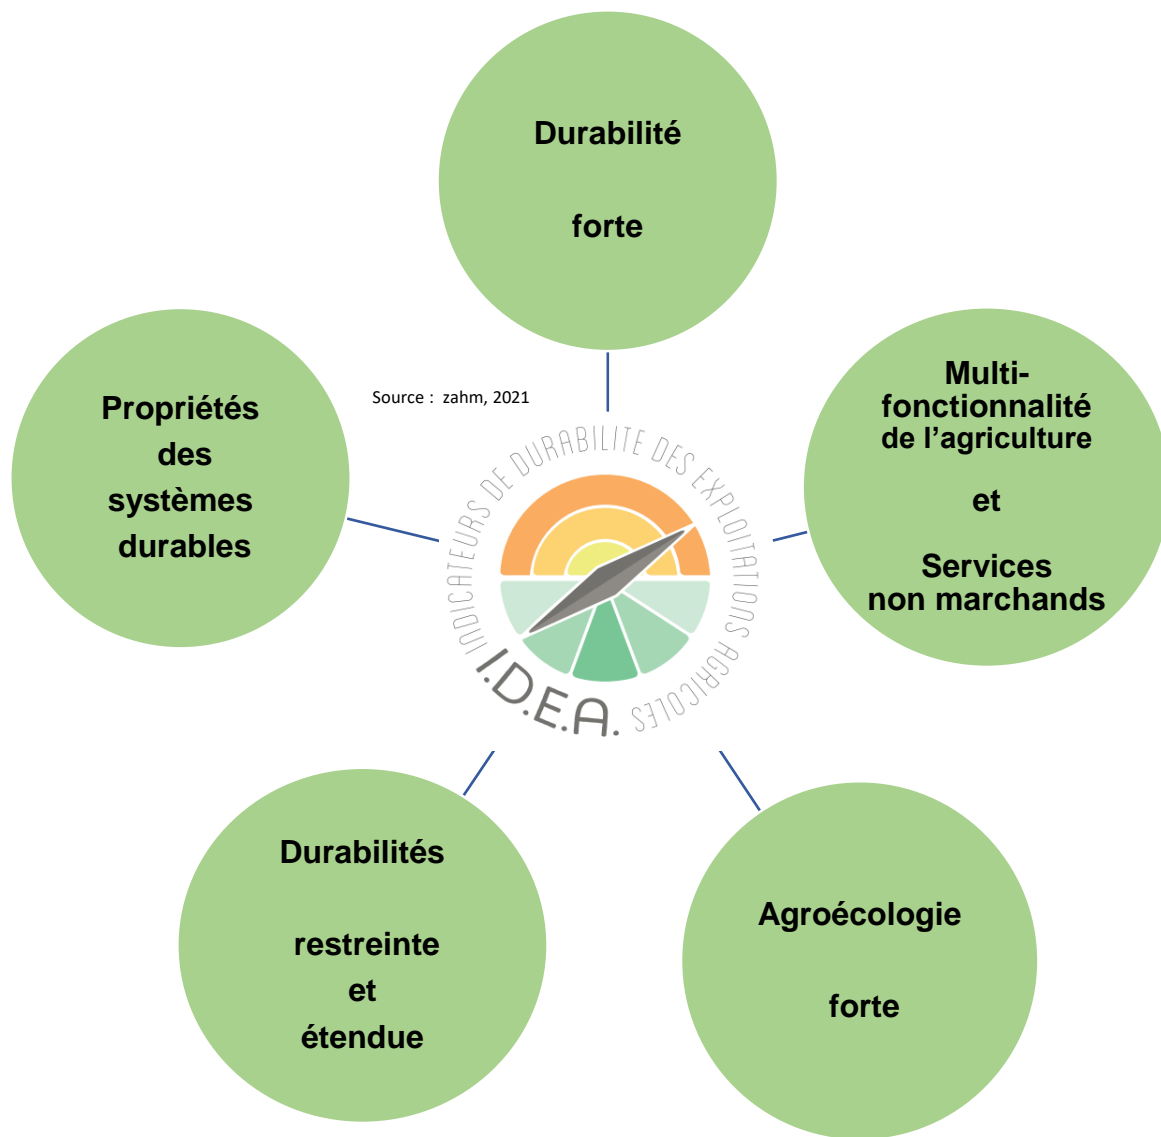 Durabilité
forte
Multi-
fonctionnalité
de l’agriculture
et
Services
non marchands
Source : zahm, 2021
Propriétés
des
systèmes
durables
INDICATEURS DE DURABILITE DES EXPLOITATIONS AGRICOLES
I.D.E.A.
Durabilités
restreinte
et
étendue
Agroécologie
forte